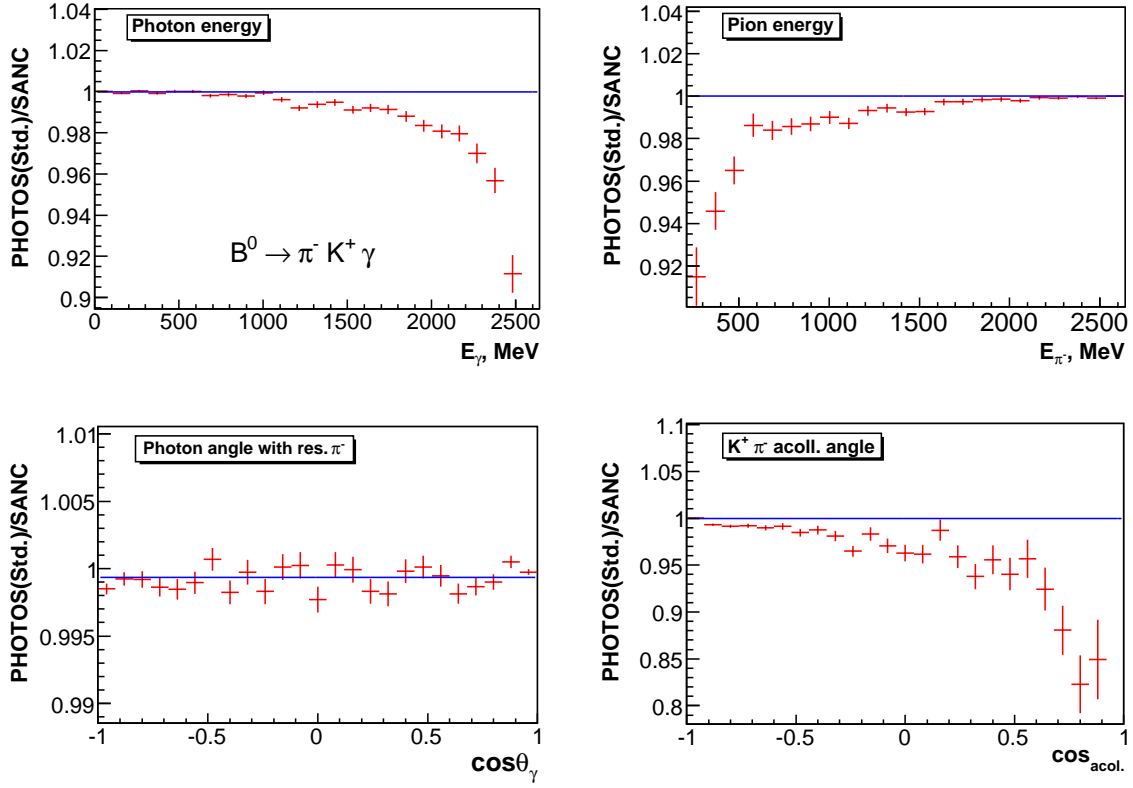 Photon energy
PHOTOS(Std.)/SANC
1.04
1.02
1
0.98
0.96
0.94
0.92
0.9
B⁰ → π⁻ K⁺ γ
0 500 1000 1500 2000 2500
E_γ, MeV
Pion energy
PHOTOS(Std.)/SANC
1.04
1.02
1
0.98
0.96
0.94
0.92
500 1000 1500 2000 2500
E_π⁻, MeV
Photon angle with res. π⁻
PHOTOS(Std.)/SANC
1.01
1.005
1
0.995
0.99
-1 -0.5 0 0.5 1
cosθ_γ
K⁺ π⁻ acoll. angle
PHOTOS(Std.)/SANC
1.1
1.05
1
0.95
0.9
0.85
0.8
-1 -0.5 0 0.5 1
cos_acol.